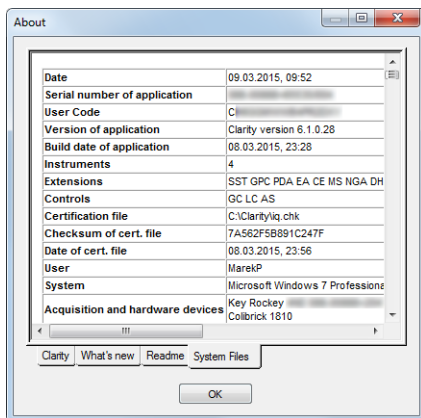 About
Date 09.03.2015, 09:52
Serial number of application
User Code C
Version of application Clarity version 6.1.0.28
Build date of application 08.03.2015, 23:28
Instruments 4
Extensions SST GPC PDA EA CE MS NGA DH
Controls GC LC AS
Certification file C:\Clarity\iq.chk
Checksum of cert. file 7A562F5B891C247F
Date of cert. file 08.03.2015, 23:56
User MarekP
System Microsoft Windows 7 Professiona
Acquisition and hardware devices Key Rockey
Colibrick 1810
Clarity What's new Readme System Files
OK